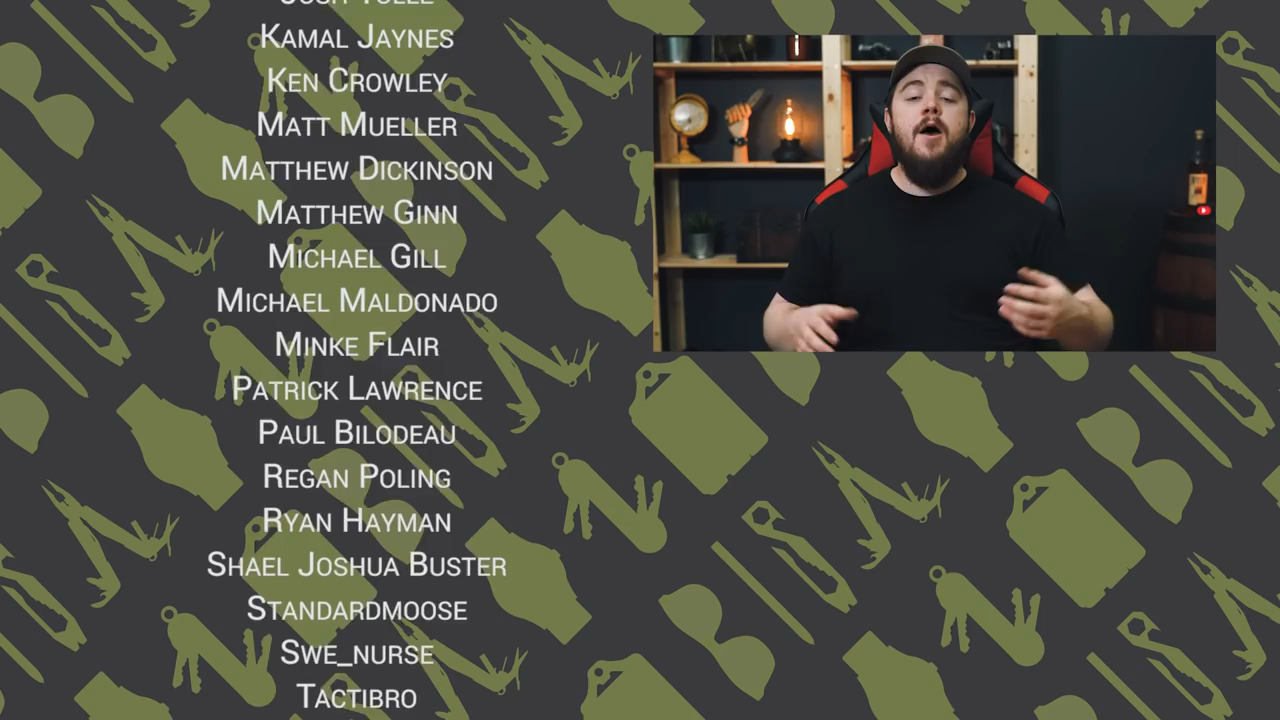 Kamal Jaynes
Ken Crowley
Matt Mueller
Matthew Dickinson
Matthew Ginn
Michael Gill
Michael Maldonado
Minke Flair
Patrick Lawrence
Paul Bilodeau
Regan Poling
Ryan Hayman
Shael Joshua Buster
Standardmoose
Swe_nurse
Tactibro